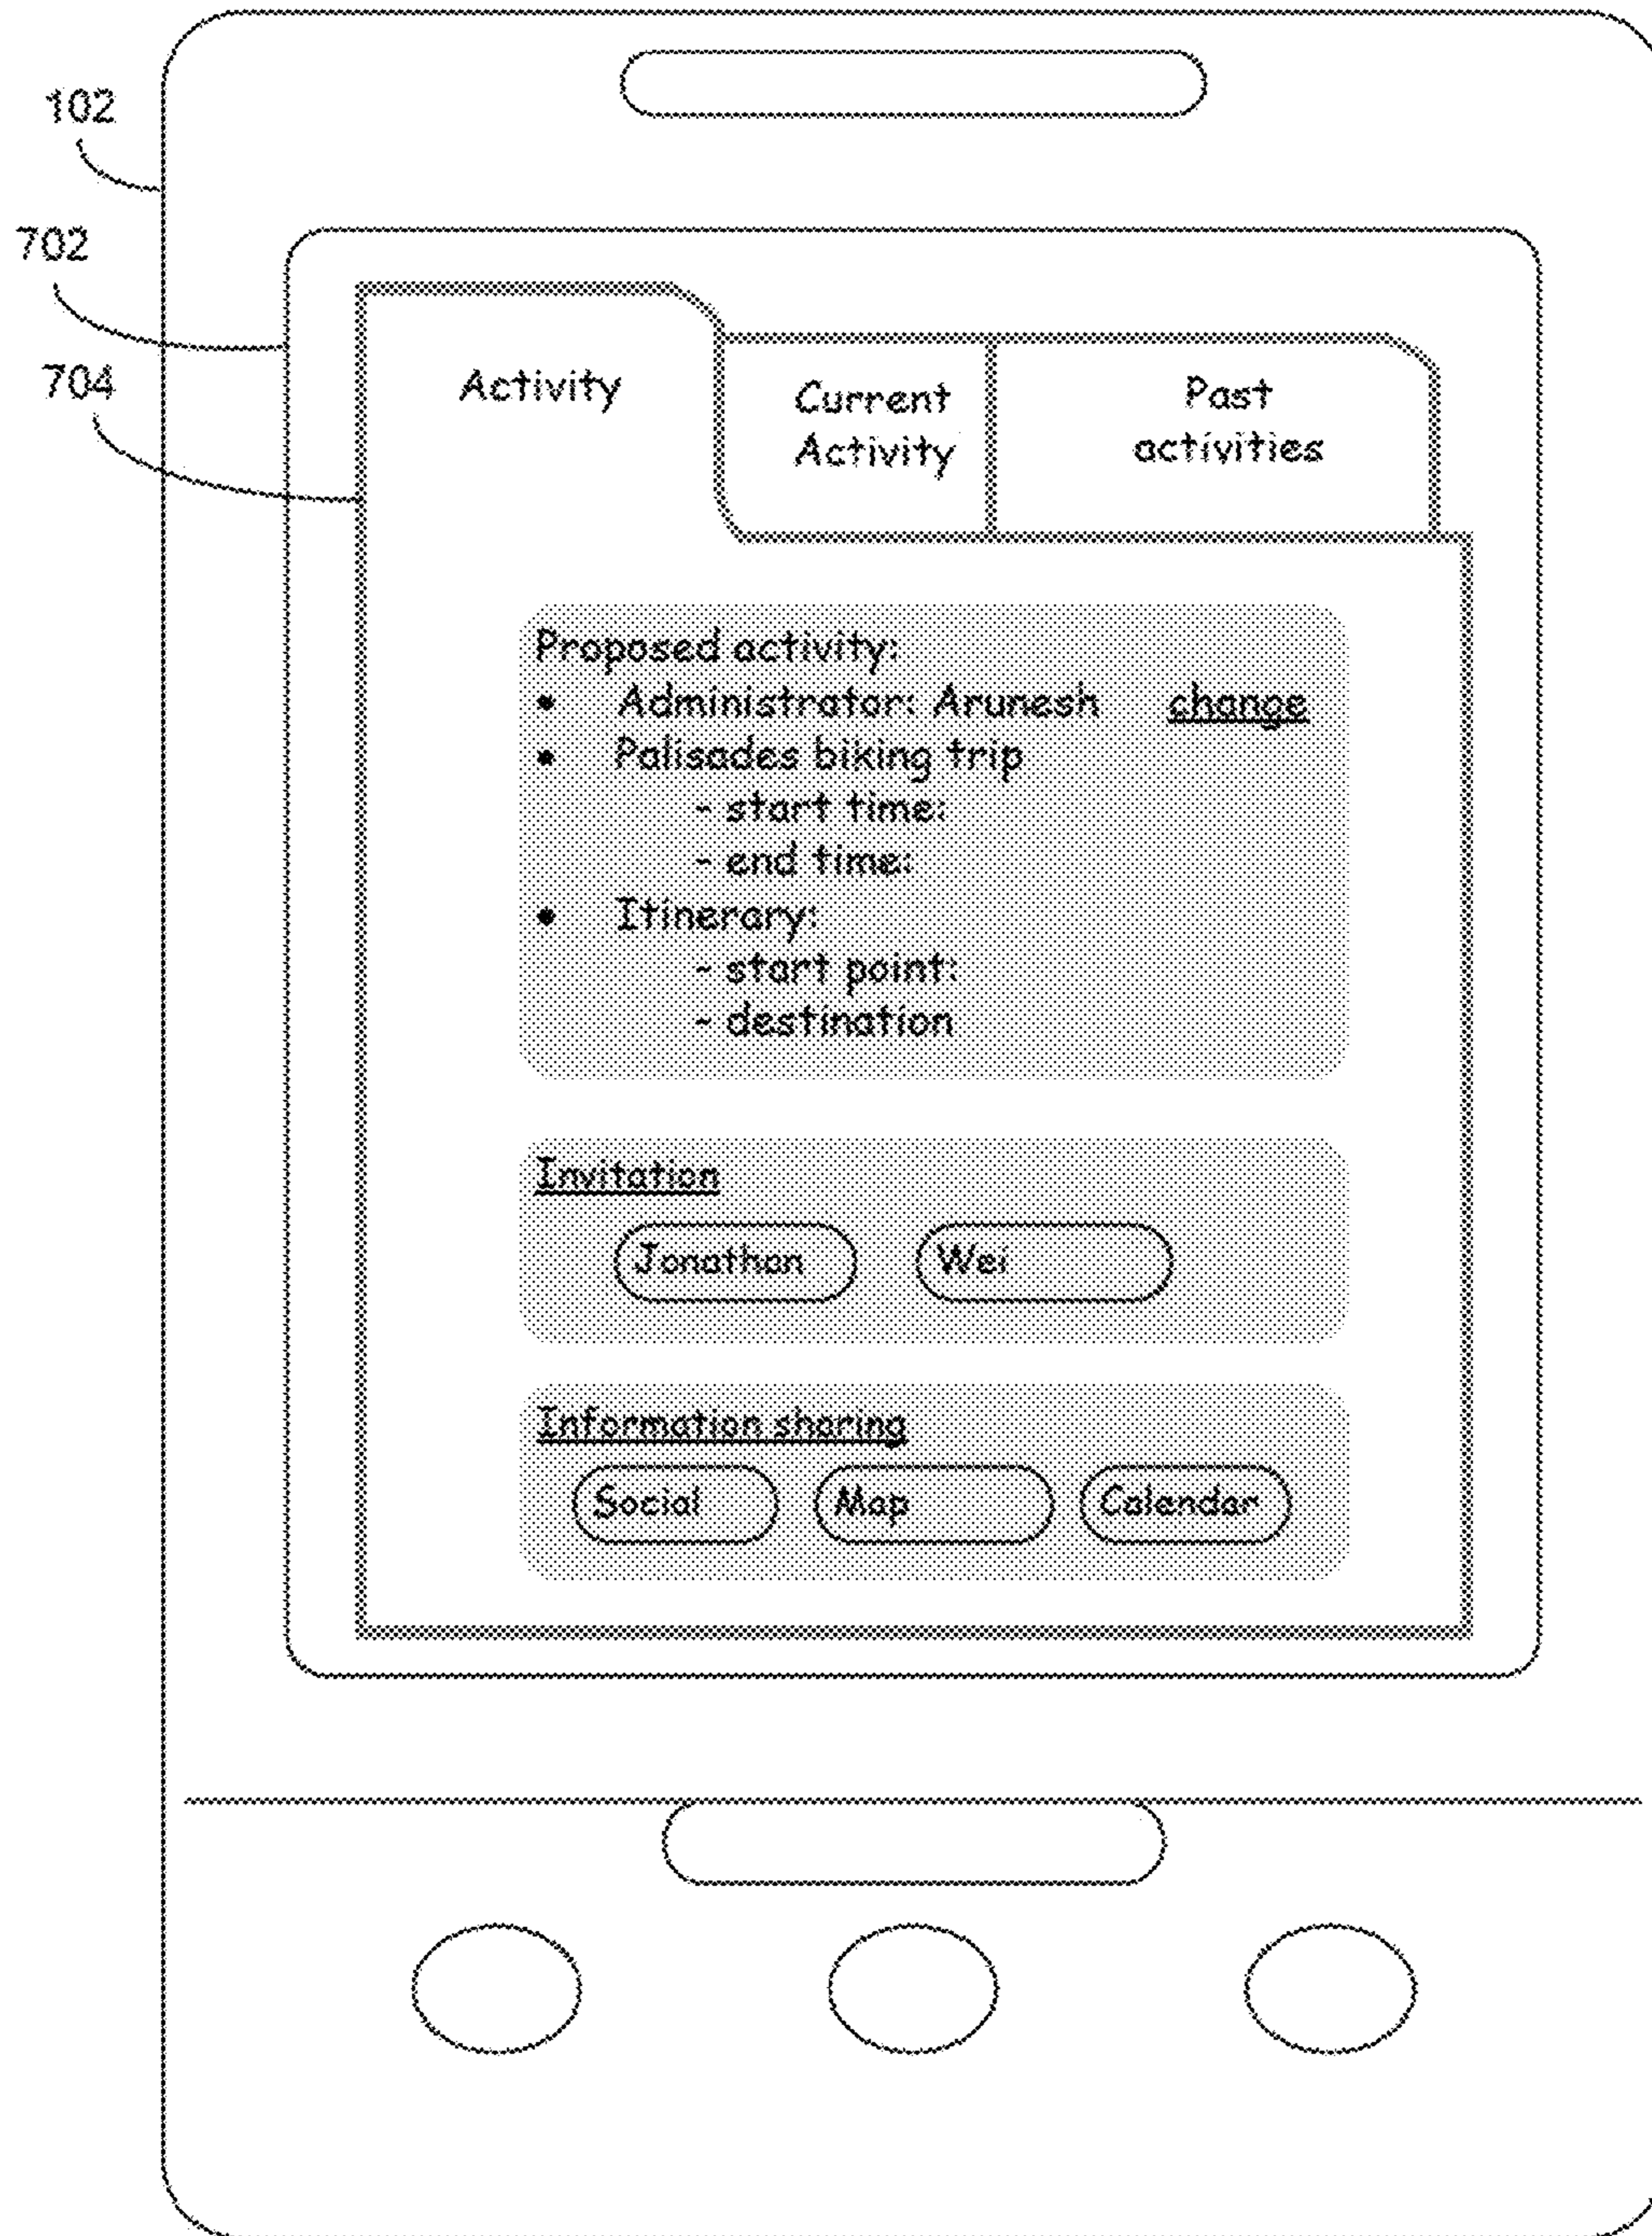 102
702
704
Activity
Current
Activity
Past
activities
Proposed activity:
• Administrator: Arunesh change
• Palisades biking trip
- start time:
- end time:
• Itinerary:
- start point:
- destination
Invitation
Jonathan Wei
Information sharing
Social Map Calendar